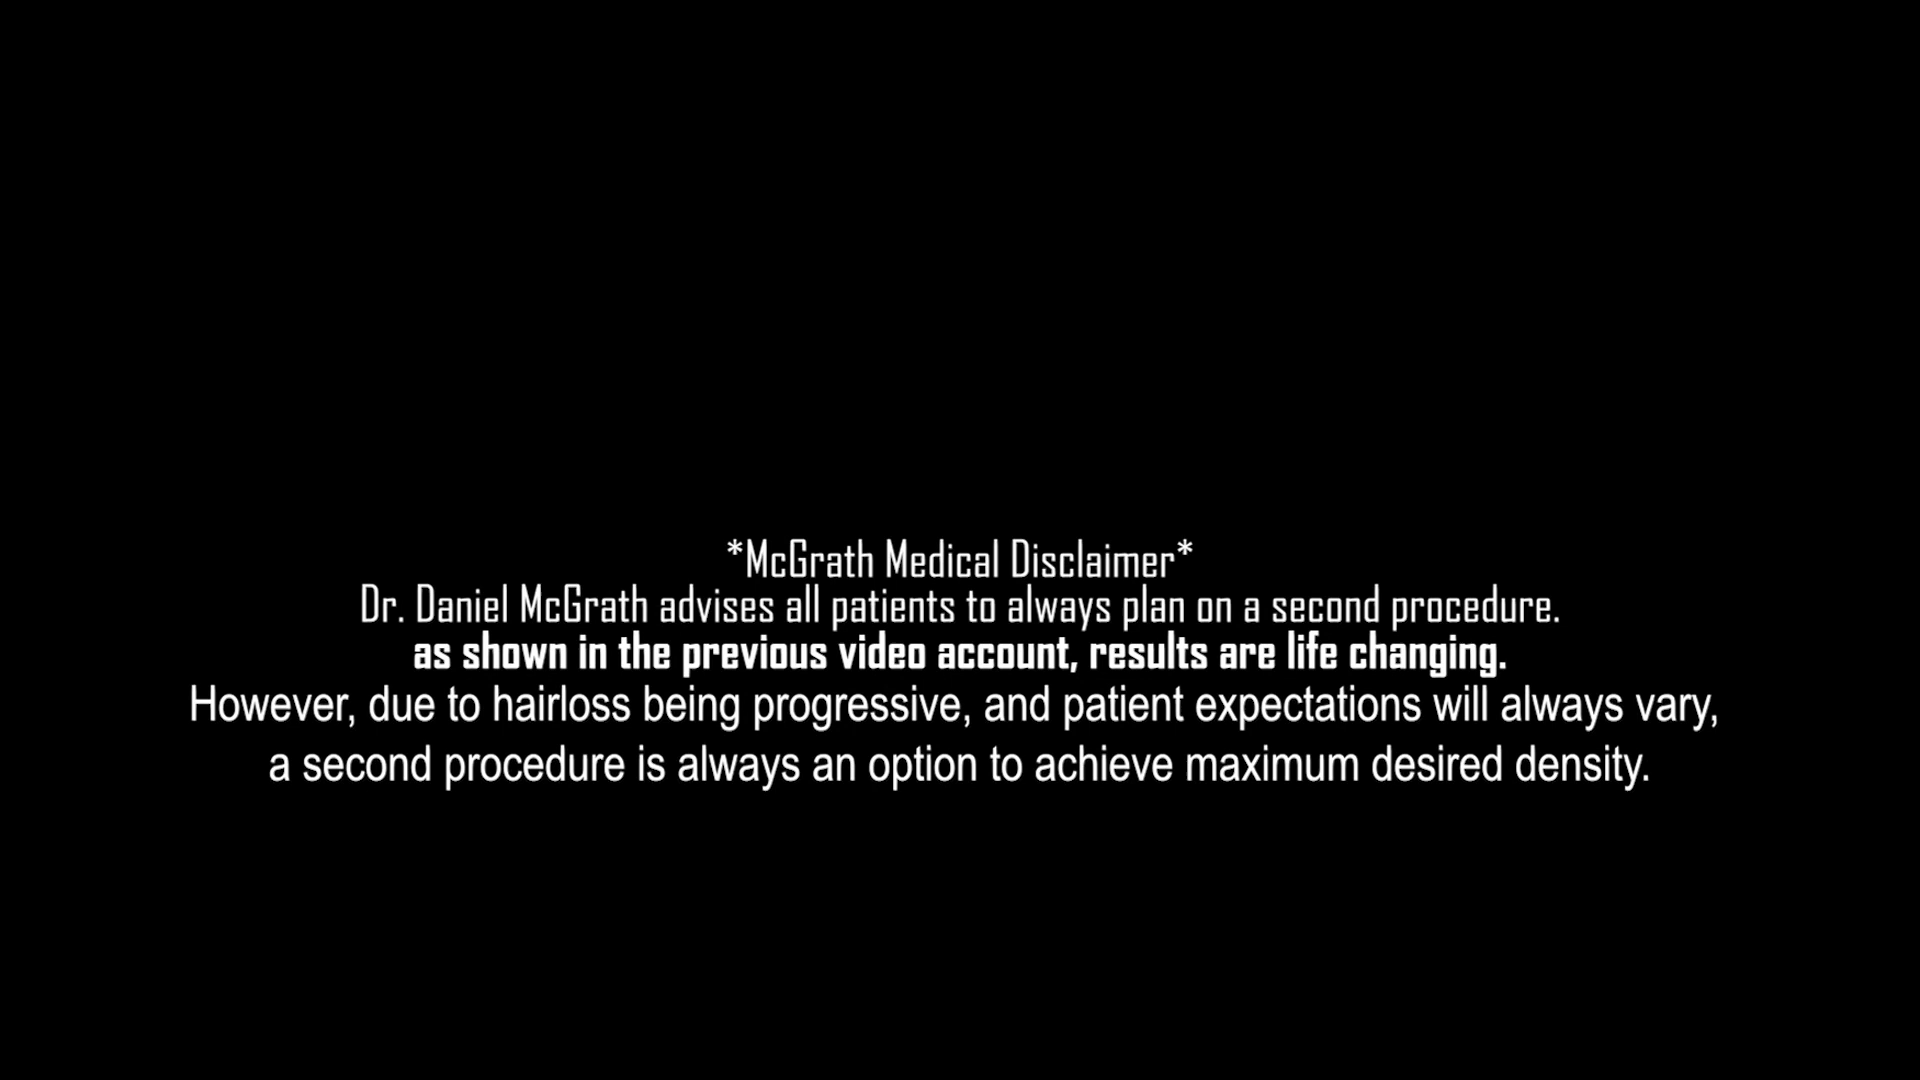 *McGrath Medical Disclaimer*
Dr. Daniel McGrath advises all patients to always plan on a second procedure.
as shown in the previous video account, results are life changing.
However, due to hairloss being progressive, and patient expectations will always vary,
a second procedure is always an option to achieve maximum desired density.